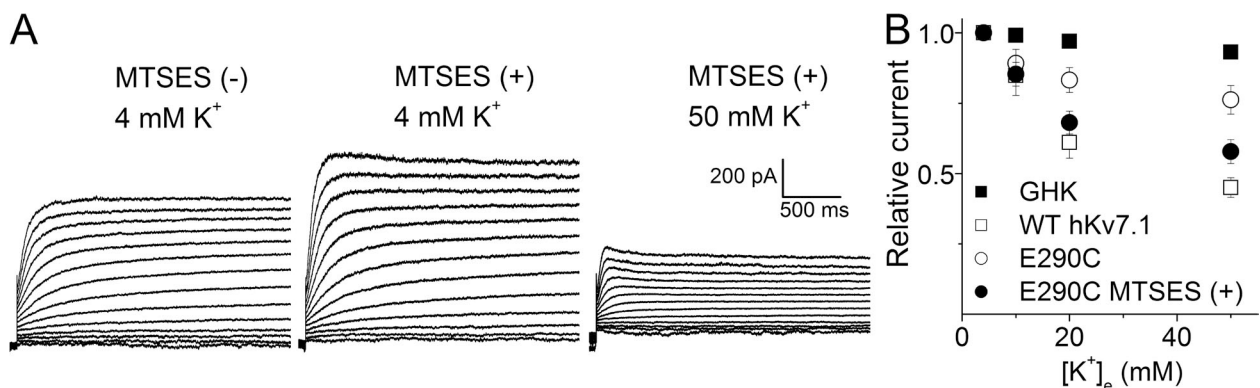 A
MTSES (-)
4 mM K⁺
MTSES (+)
4 mM K⁺
MTSES (+)
50 mM K⁺
200 pA
500 ms
B
1.0
0.5
Relative current
GHK
WT hKv7.1
E290C
E290C MTSES (+)
0
20
40
[K⁺]ₑ (mM)